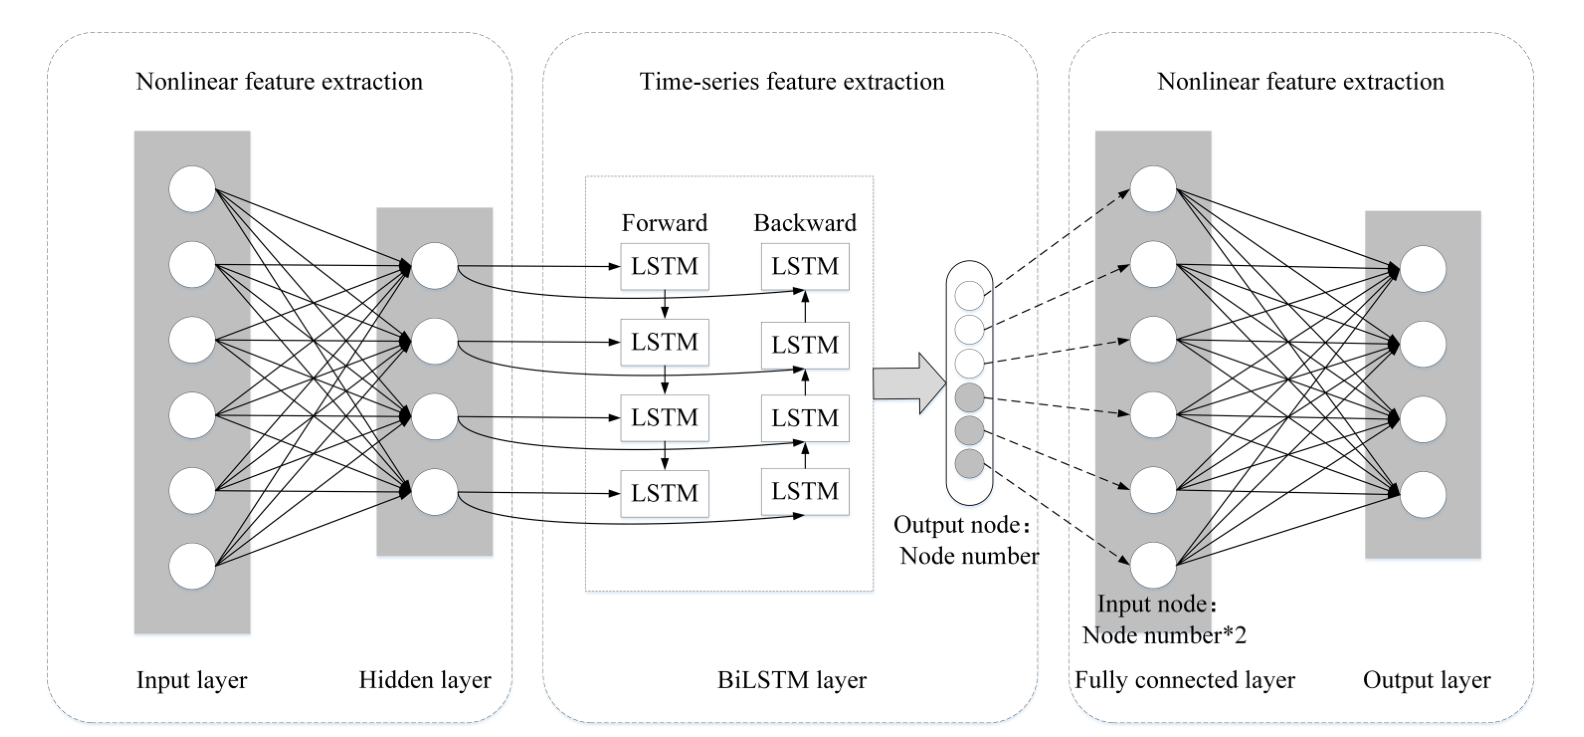 Nonlinear feature extraction
Time-series feature extraction
Nonlinear feature extraction
Forward
Backward
LSTM
LSTM
LSTM
LSTM
LSTM
LSTM
LSTM
LSTM
Output node：
Node number
Input node：
Node number*2
Input layer
Hidden layer
BiLSTM layer
Fully connected layer
Output layer